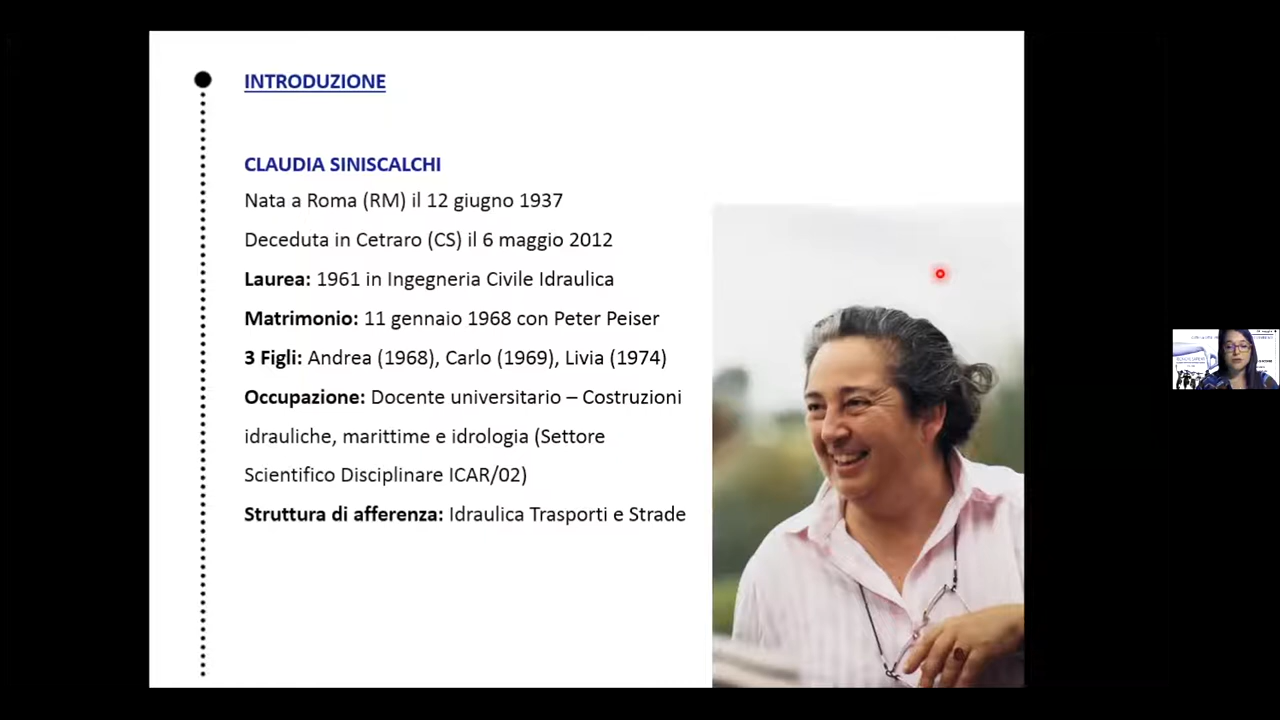 INTRODUZIONE
CLAUDIA SINISCALCHI
Nata a Roma (RM) il 12 giugno 1937
Deceduta in Cetraro (CS) il 6 maggio 2012
Laurea: 1961 in Ingegneria Civile Idraulica
Matrimonio: 11 gennaio 1968 con Peter Peiser
3 Figli: Andrea (1968), Carlo (1969), Livia (1974)
Occupazione: Docente universitario – Costruzioni
idrauliche, marittime e idrologia (Settore
Scientifico Disciplinare ICAR/02)
Struttura di afferenza: Idraulica Trasporti e Strade